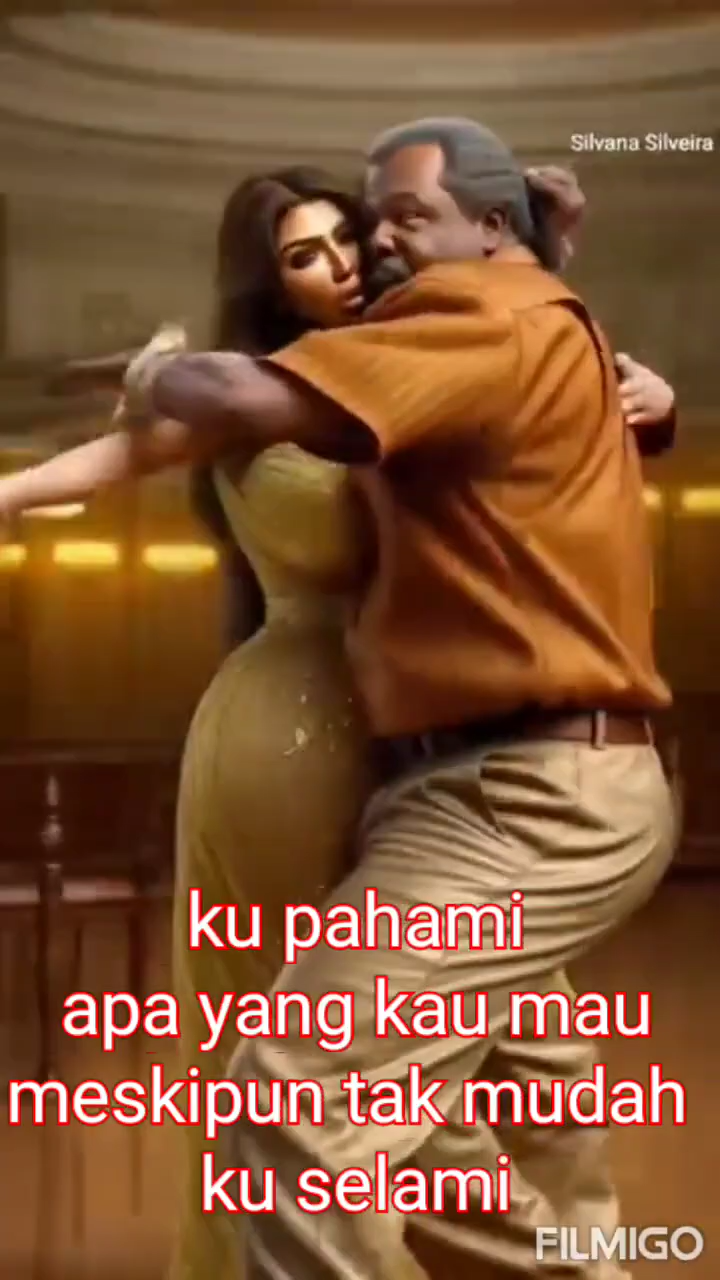 Silvana Silveira
ku pahami
apa yang kau mau
meskipun tak mudah
ku selami
FILMIGO